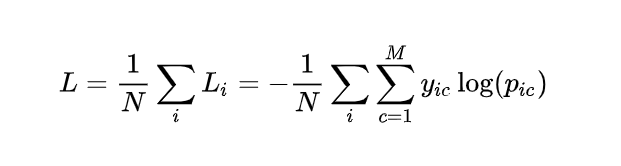 L = \frac{1}{N} \sum_{i} L_i = -\frac{1}{N} \sum_{i} \sum_{c=1}^{M} y_{ic} \log(p_{ic})